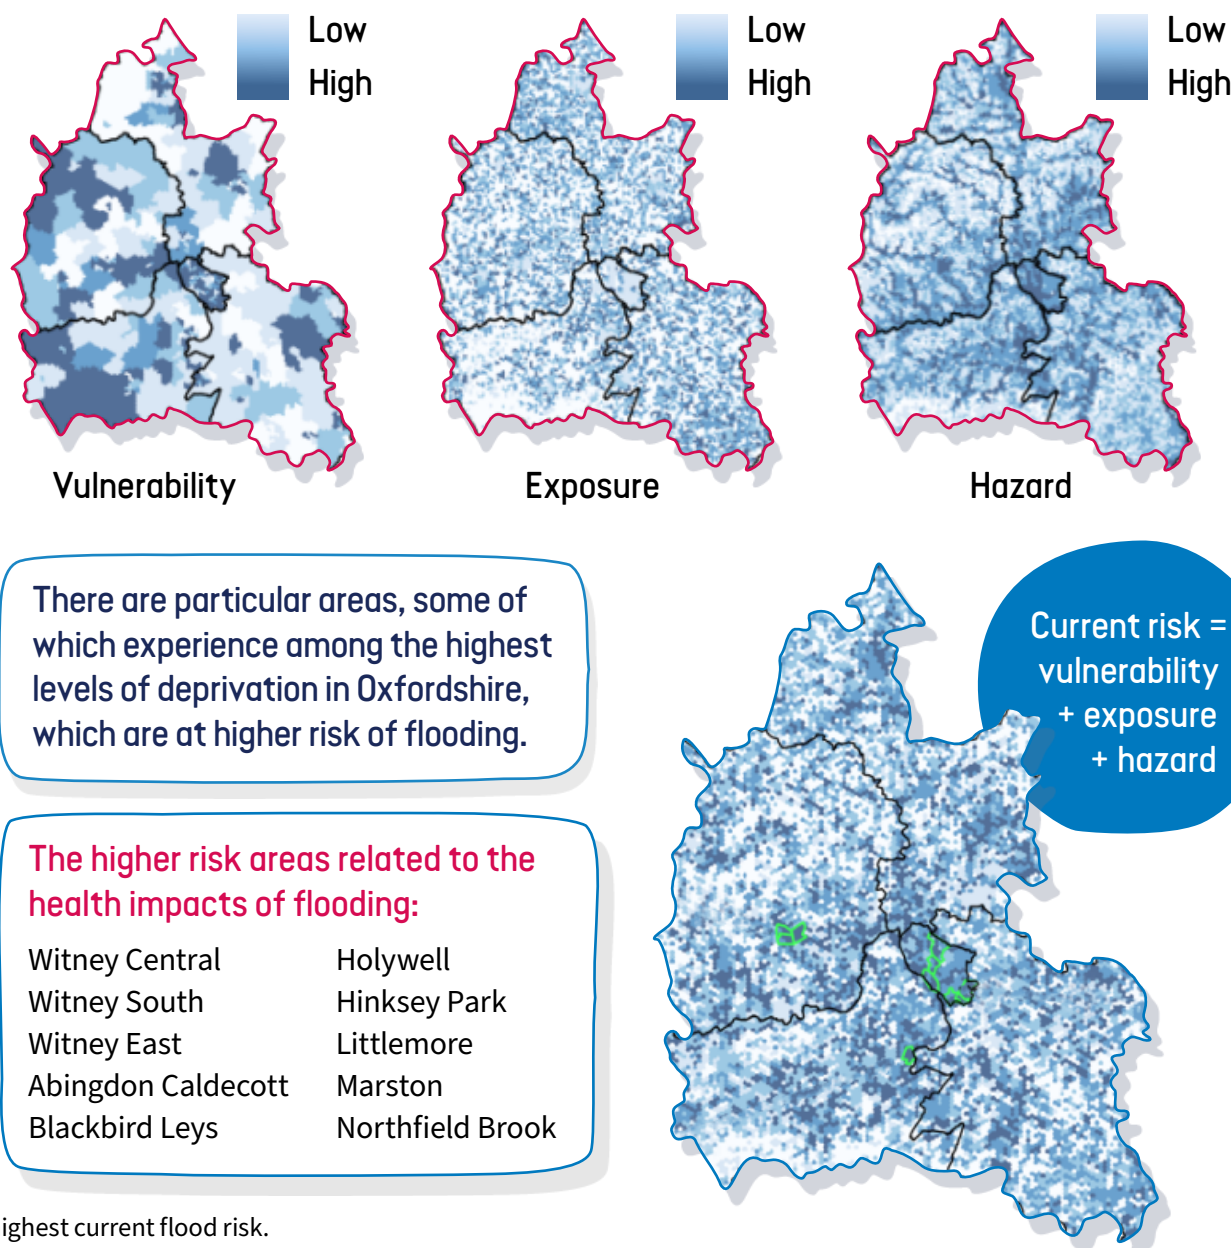 Low
High
Low
High
Low
High
Vulnerability
Exposure
Hazard
There are particular areas, some of
which experience among the highest
levels of deprivation in Oxfordshire,
which are at higher risk of flooding.
Current risk =
vulnerability
+ exposure
+ hazard
The higher risk areas related to the
health impacts of flooding:
Witney Central
Witney South
Witney East
Abingdon Caldecott
Blackbird Leys
Holywell
Hinksey Park
Littlemore
Marston
Northfield Brook
ighest current flood risk.